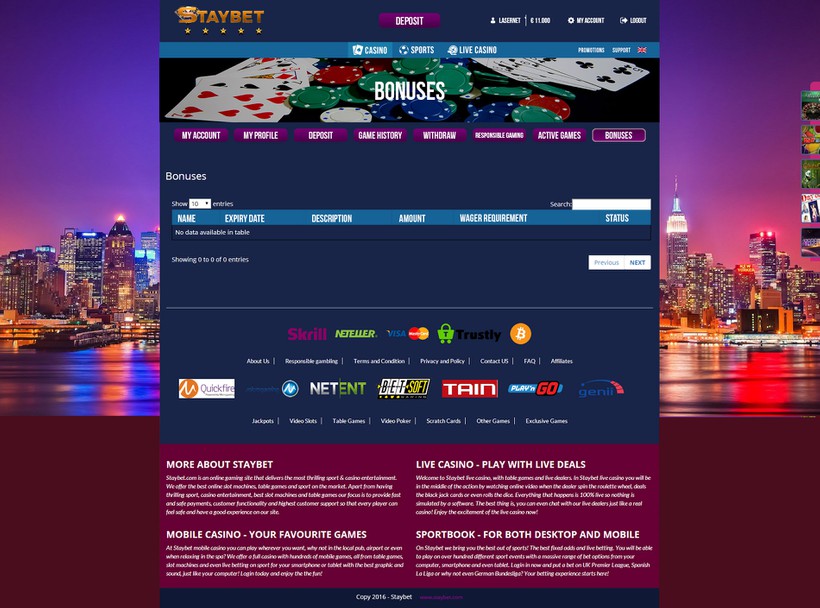 STAYBET
DEPOSIT
LASERNET € 11.000 MY ACCOUNT LOGOUT
CASINO SPORTS LIVE CASINO PROMOTIONS SUPPORT
BONUSES
MY ACCOUNT MY PROFILE DEPOSIT GAME HISTORY WITHDRAW RESPONSIBLE GAMING ACTIVE GAMES BONUSES
Bonuses
Show 10 entries Search:
NAME EXPIRY DATE DESCRIPTION AMOUNT WAGER REQUIREMENT STATUS
No data available in table
Showing 0 to 0 of 0 entries Previous NEXT
Skrill NETELLER VISA MasterCard Trustly
About Us | Responsible gambling | Terms and Condition | Privacy and Policy | Contact US | FAQ | Affiliates
Quickfire NETENT BETSOFT TAIN PLAY'N GO genii
Jackpots | Video Slots | Table Games | Video Poker | Scratch Cards | Other Games | Exclusive Games
MORE ABOUT STAYBET
Staybet.com is an online gaming site that delivers the most thrilling sport & casino entertainment.
We offer the best online slot machines, table games and sport on the market. Apart from having
thrilling sport, casino entertainment, best slot machines and table games our focus is to provide fast
and safe payments, customer functionality and highest customer support so that every player can
feel safe and have a good experience on our site.
LIVE CASINO - PLAY WITH LIVE DEALS
Welcome to Staybet live casino, with table games and live dealers. In Staybet live casino you will be
in the middle of the action by watching online video when the dealer spin the roulette wheel, deals
the black jack cards or even rolls the dice. Everything that happens is 100% live so nothing is
simulated by a software. The best thing is, you can even chat with our live dealers just like a real
casino! Enjoy the excitement of the live casino now!
MOBILE CASINO - YOUR FAVOURITE GAMES
At Staybet mobile casino you can play wherever you want, why not in the local pub, airport or even
when relaxing in the spa? We offer a full casino with hundreds of mobile games, all from table games,
slot machines and even live betting on sport for your smartphone or tablet with the best graphic and
sound, just like your computer! Login today and enjoy the the fun!
SPORTBOOK - FOR BOTH DESKTOP AND MOBILE
On Staybet we bring you the best out of sports! The best fixed odds and live betting. You will be able
to play on over hundred different sport events with a massive range of bet options from your
computer, smartphone and even tablet. Login in now and put a bet on UK Premier League, Spanish
La Liga or why not even German Bundesliga? Your betting experience starts here!
Copy 2016 - Staybet www.staybet.com